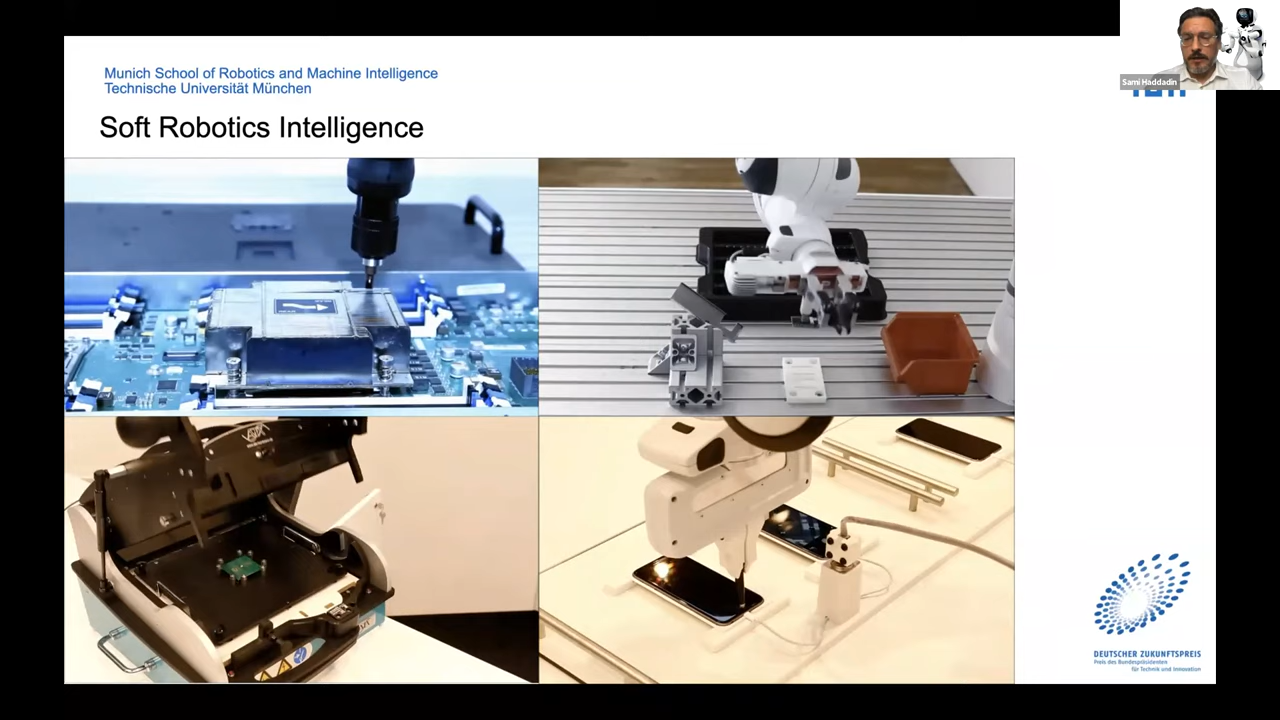 Munich School of Robotics and Machine Intelligence
Technische Universität München
Soft Robotics Intelligence
Sami Haddadin
DEUTSCHER ZUKUNFTSPREIS
Preis des Bundespräsidenten
für Technik und Innovation